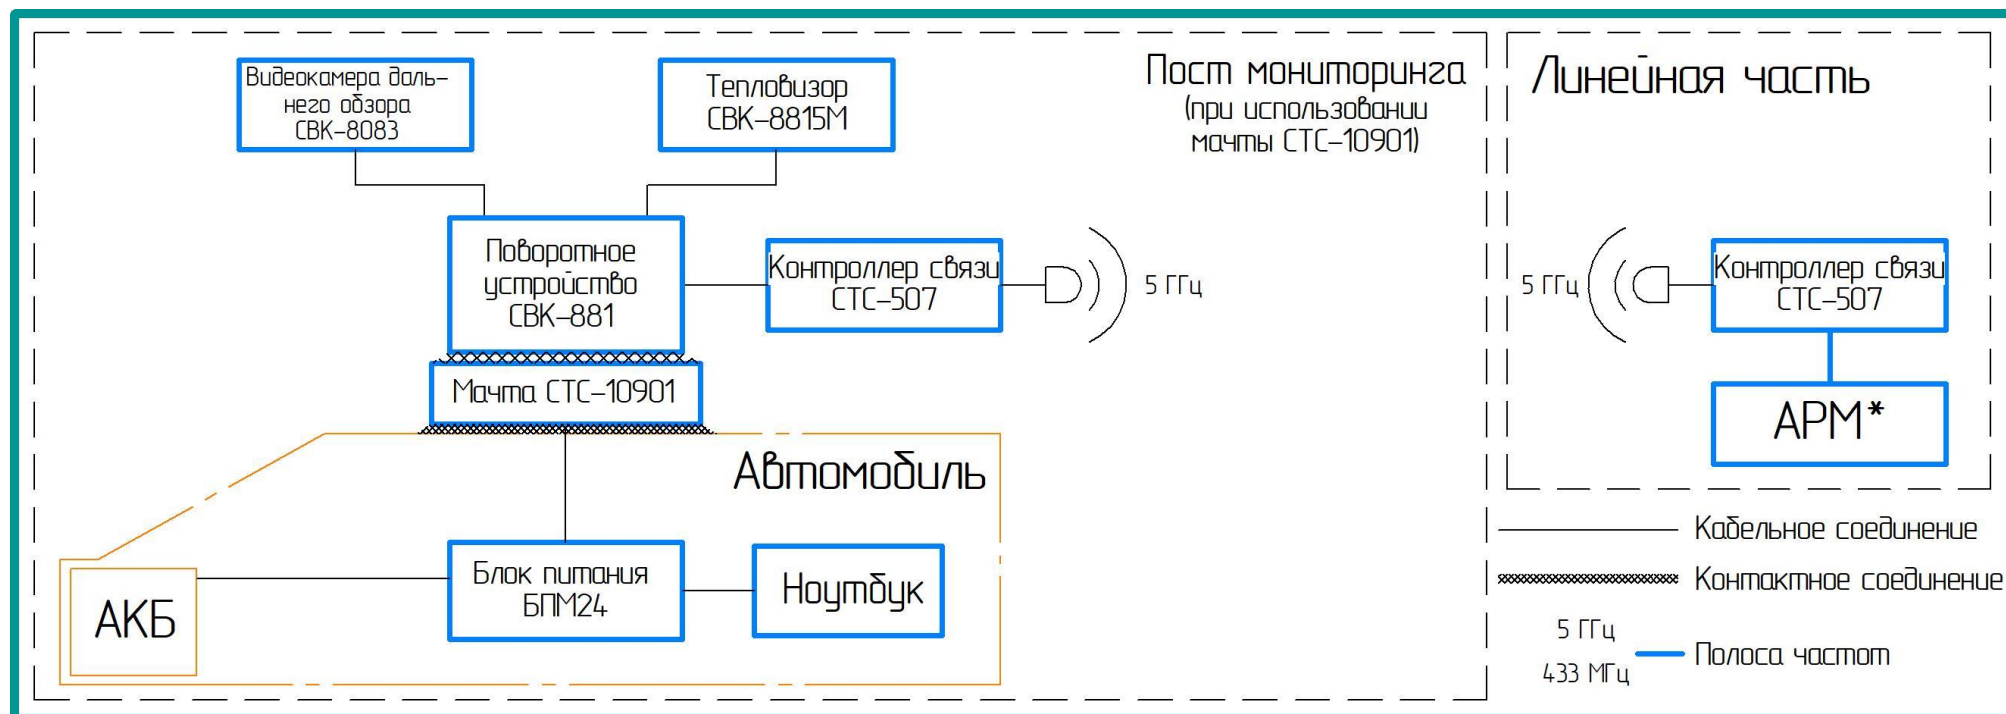 Видеокамера даль-
него обзора
СВК-8083
Тепловизор
СВК-8815М
Пост мониторинга
(при использовании
мачты СТС-10901)
Линейная часть
Поворотное
устройство
СВК-881
Контроллер связи
СТС-507
5 ГГц
5 ГГц
Контроллер связи
СТС-507
Мачта СТС-10901
АРМ*
Автомобиль
АКБ
Блок питания
БПМ24
Ноутбук
Кабельное соединение
Контактное соединение
5 ГГц
433 МГц
Полоса частот